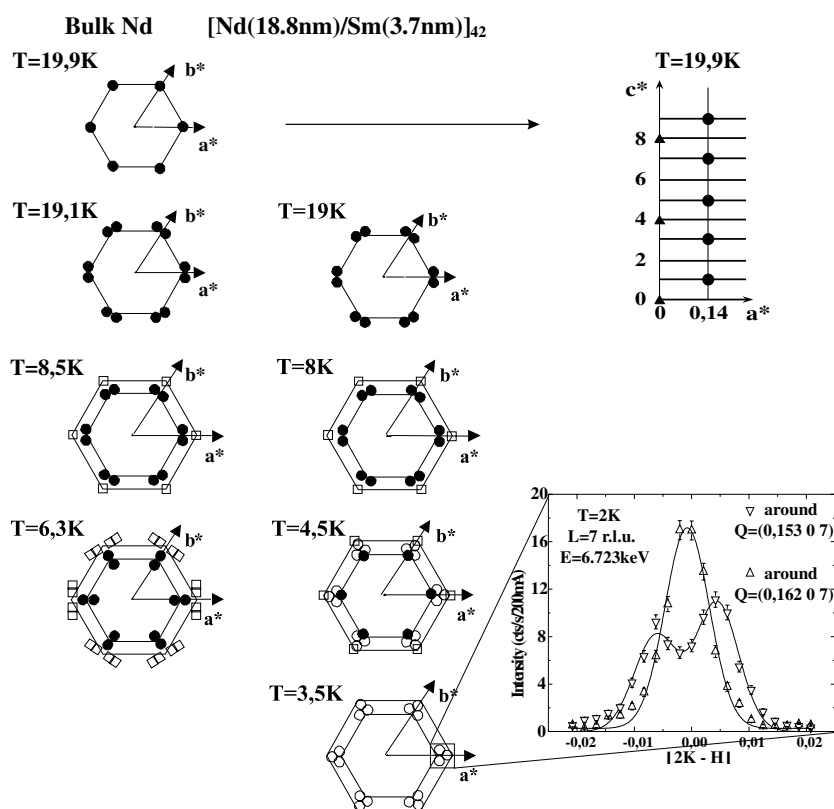 Bulk Nd [Nd(18.8nm)/Sm(3.7nm)]42
T=19,9K
b*
a*
T=19,9K
c*
8
6
4
2
0
0 0,14 a*
T=19,1K
b*
a*
T=19K
b*
a*
T=8,5K
b*
a*
T=8K
b*
a*
T=6,3K
b*
a*
T=4,5K
b*
a*
T=3,5K
b*
a*
20
16
12
8
4
0
Intensity (cts/s/200mA)
T=2K
L=7 r.l.u.
E=6.723keV
around
Q=(0,153 0 7)
around
Q=(0,162 0 7)
-0,02 -0,01 0,00 0,01 0,02
[2K - H]